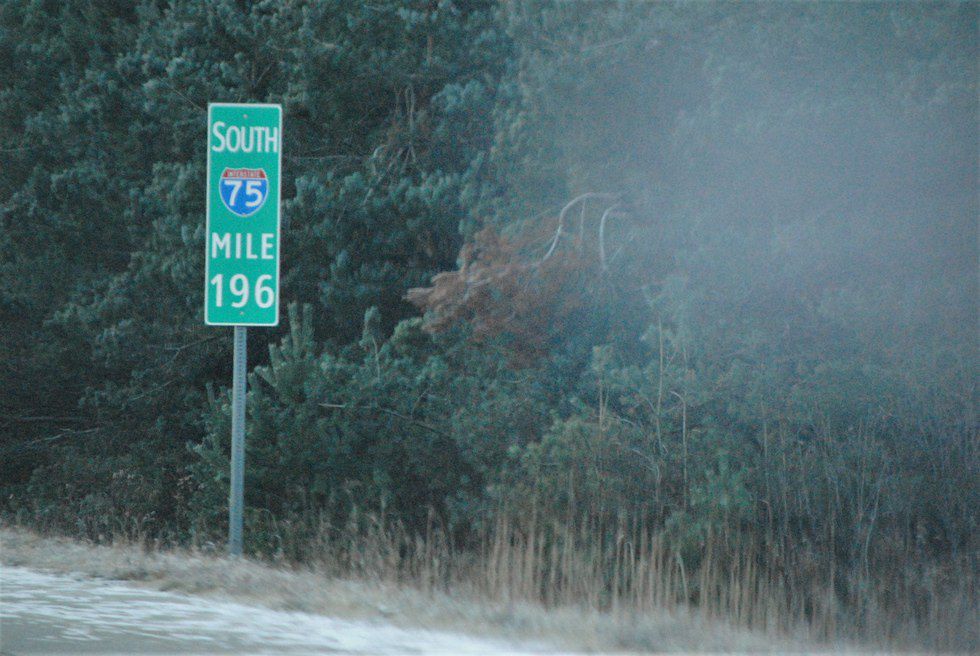 SOUTH
INTERSTATE
75
MILE
196